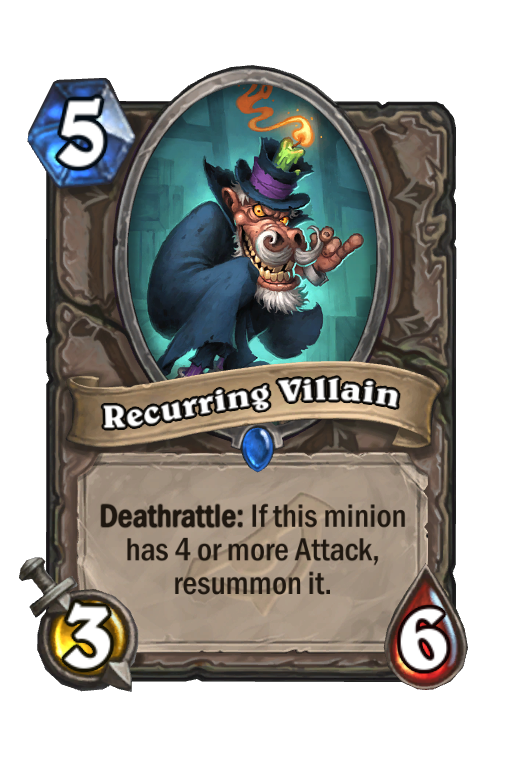 5
Recurring Villain
Deathrattle: If this minion
has 4 or more Attack,
resummon it.
3
6